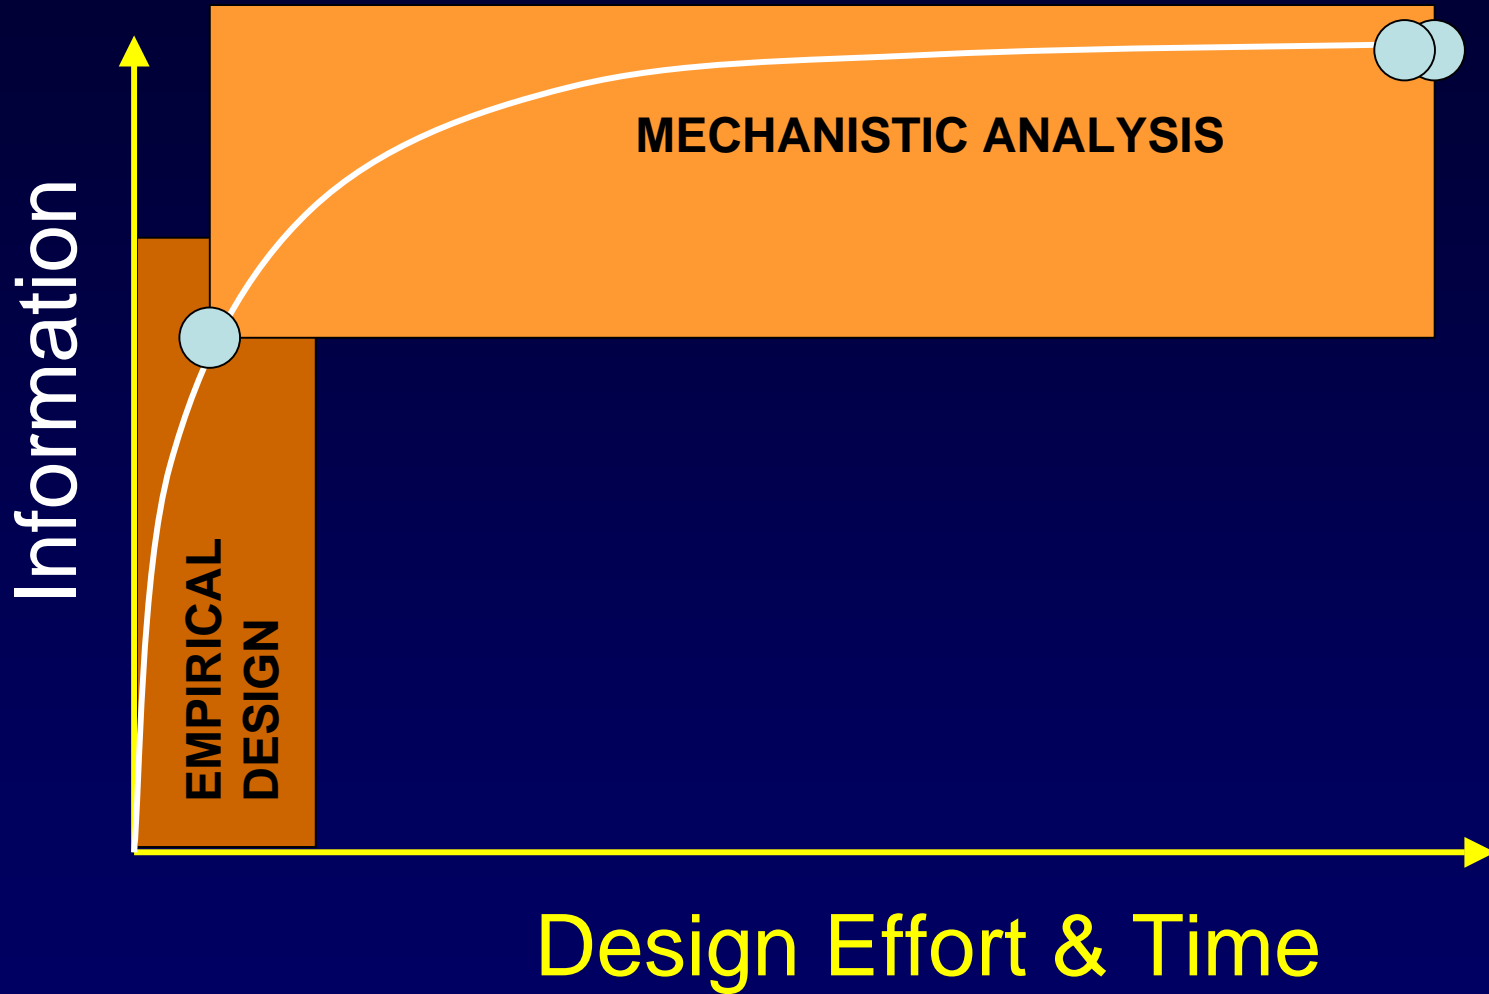 Information
MECHANISTIC ANALYSIS
EMPIRICAL
DESIGN
Design Effort & Time